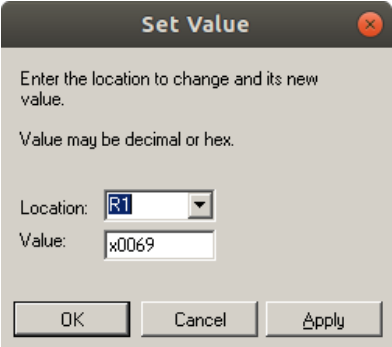 Set Value
Enter the location to change and its new
value.
Value may be decimal or hex.
Location: R1
Value: x0069
OK Cancel Apply